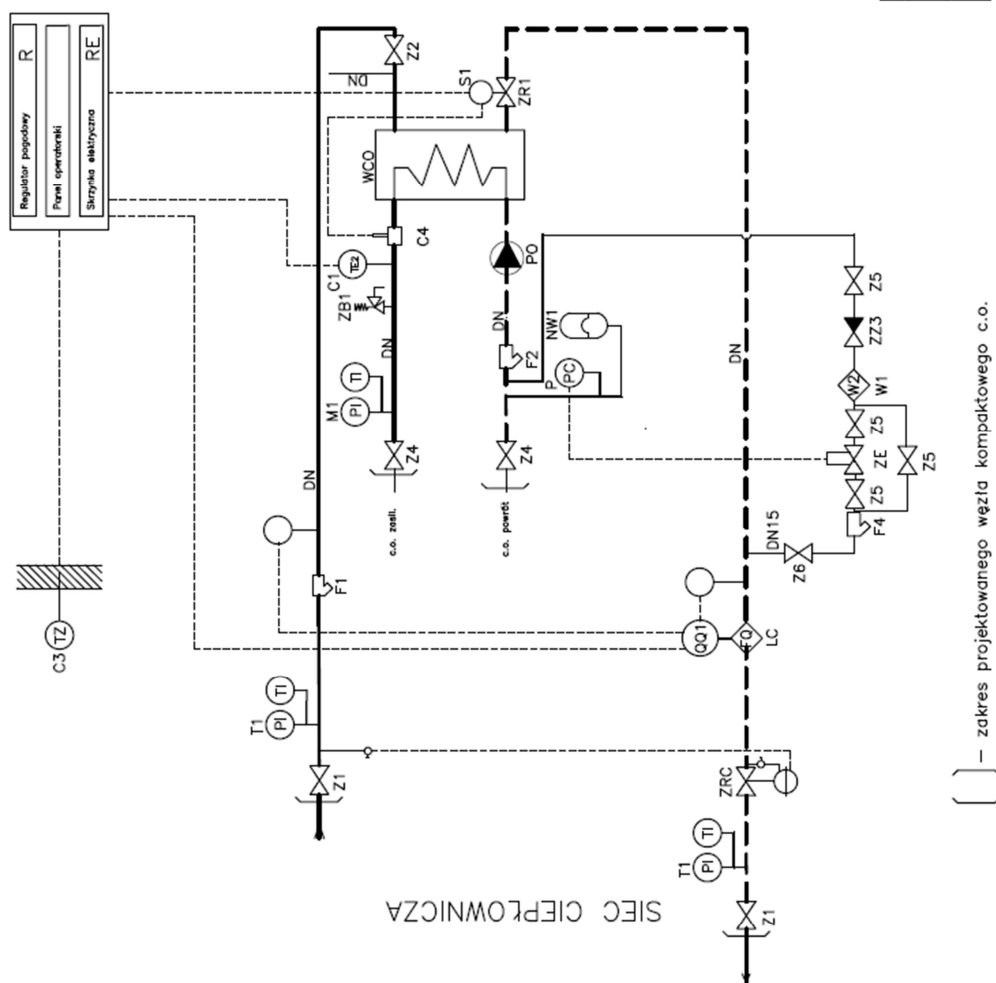 Regulator pogodowy R
Panel operatorski
Skrzynka elektryczna RE
C3 TZ
Z2
DN
S1
ZR1
WCO
C4
C1 TE2
ZB1
DN
M1 PI TI
Z4
c.o. zasil.
PO
DN
F2
NW1
P PC
Z4
c.o. powrót
DN
F1
T1 PI TI
Z1
DN
Z5
ZZ3
W2 W1
Z5
ZE
Z5
Z5
F4
DN15
Z6
QQ1
FQ
LC
ZRC
T1 PI TI
Z1
SIEC CIEPŁOWNICZA
– zakres projektowanego węzła kompaktowego c.o.